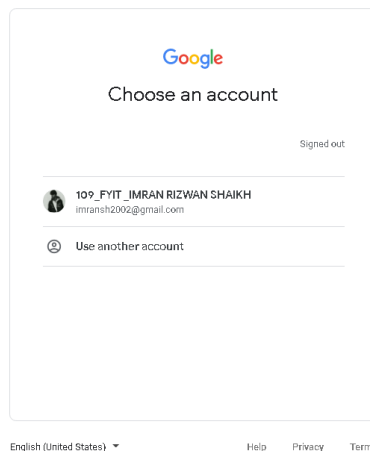 Google
Choose an account
Signed out
109_FYIT_IMRAN RIZWAN SHAIKH
imransh2002@gmail.com
Use another account
English (United States)
Help Privacy Term